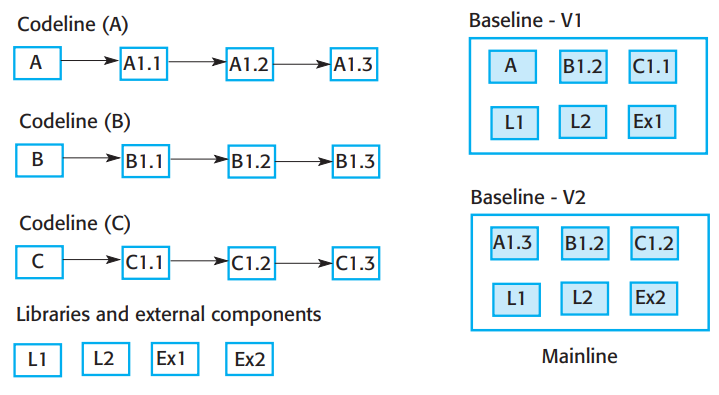 Codeline (A)
A A1.1 A1.2 A1.3
Codeline (B)
B B1.1 B1.2 B1.3
Codeline (C)
C C1.1 C1.2 C1.3
Libraries and external components
L1 L2 Ex1 Ex2
Baseline - V1
A B1.2 C1.1
L1 L2 Ex1
Baseline - V2
A1.3 B1.2 C1.2
L1 L2 Ex2
Mainline